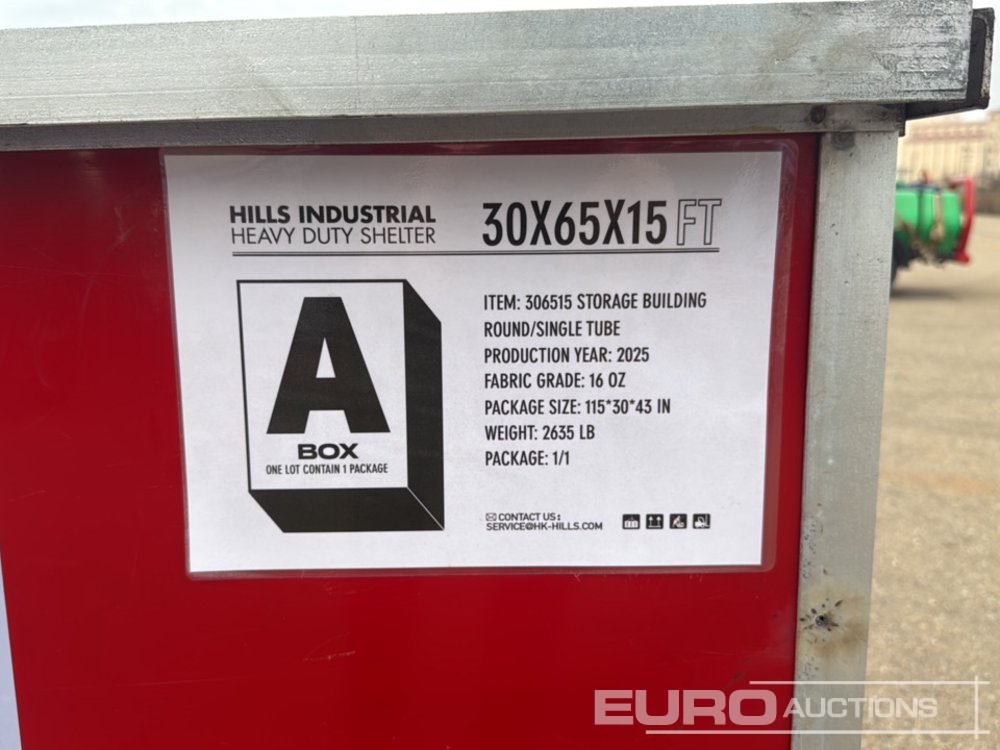 HILLS INDUSTRIAL
HEAVY DUTY SHELTER
30X65X15 FT
A
BOX
ONE LOT CONTAIN 1 PACKAGE
ITEM: 306515 STORAGE BUILDING
ROUND/SINGLE TUBE
PRODUCTION YEAR: 2025
FABRIC GRADE: 16 OZ
PACKAGE SIZE: 115*30*43 IN
WEIGHT: 2635 LB
PACKAGE: 1/1
CONTACT US:
SERVICE@HK-HILLS.COM
EURO AUCTIONS